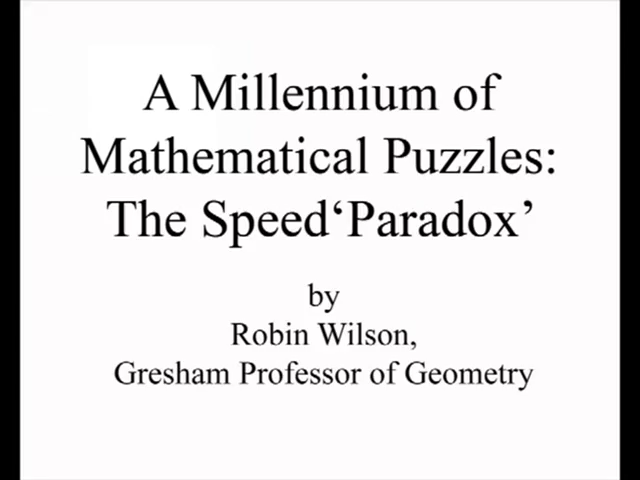 A Millennium of
Mathematical Puzzles:
The Speed‘Paradox’
by
Robin Wilson,
Gresham Professor of Geometry